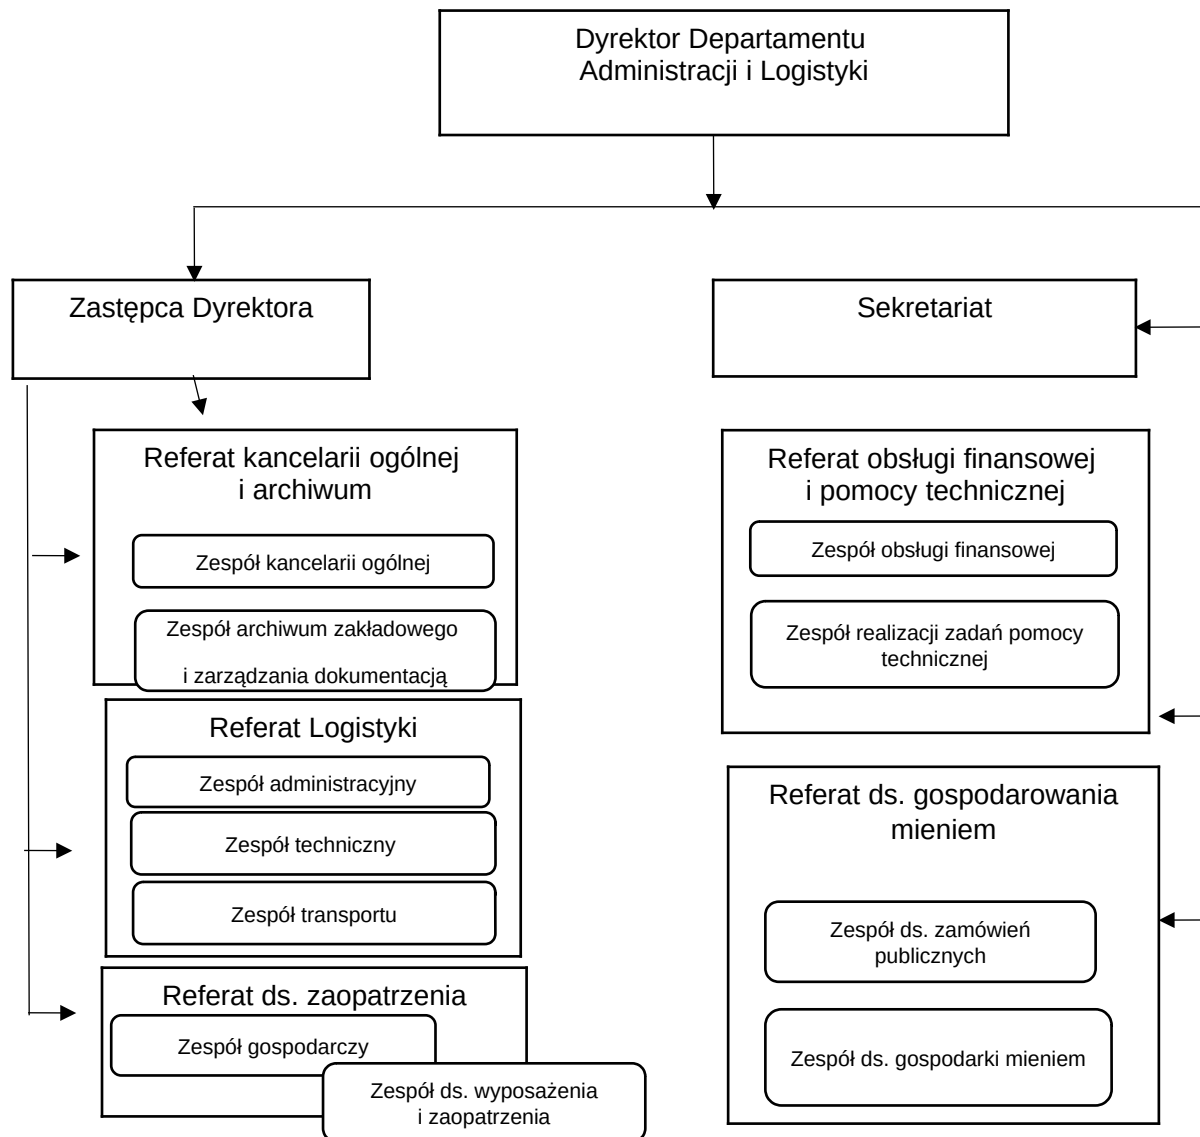 Dyrektor Departamentu
Administracji i Logistyki
Zastępca Dyrektora
Sekretariat
Referat kancelarii ogólnej
i archiwum
Zespół kancelarii ogólnej
Zespół archiwum zakładowego
i zarządzania dokumentacją
Referat Logistyki
Zespół administracyjny
Zespół techniczny
Zespół transportu
Referat ds. zaopatrzenia
Zespół gospodarczy
Zespół ds. wyposażenia
i zaopatrzenia
Referat obsługi finansowej
i pomocy technicznej
Zespół obsługi finansowej
Zespół realizacji zadań pomocy
technicznej
Referat ds. gospodarowania
mieniem
Zespół ds. zamówień
publicznych
Zespół ds. gospodarki mieniem